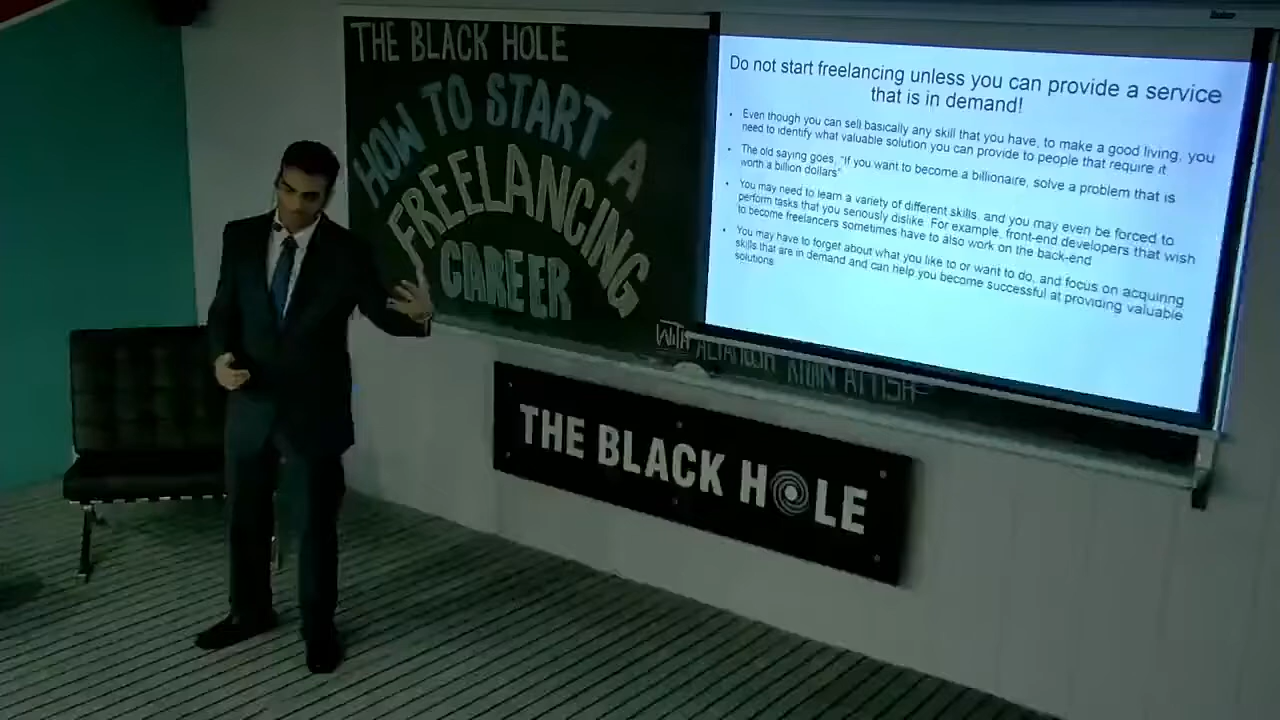 THE BLACK HOLE
HOW TO START A
FREELANCING
CAREER
WITH
KHAN ATTISH
Do not start freelancing unless you can provide a service
that is in demand!
• Even though you can sell basically any skill that you have, to make a good living, you
need to identify what valuable solution you can provide to people that require it
• The old saying goes, "If you want to become a billionaire, solve a problem that is
worth a billion dollars"
• You may need to learn a variety of different skills, and you may even be forced to
perform tasks that you seriously dislike. For example, front-end developers that wish
to become freelancers sometimes have to also work on the back-end
• You may have to forget about what you like to or want to do, and focus on acquiring
skills that are in demand and can help you become successful at providing valuable
solutions
THE BLACK HOLE